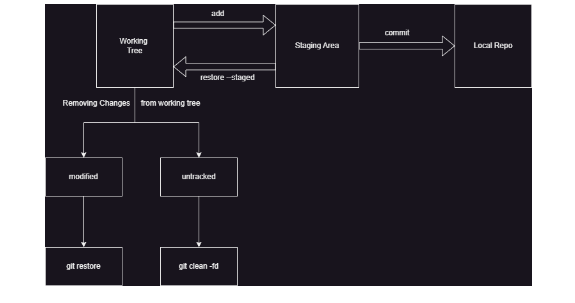 add
Working
Tree
Staging Area
commit
Local Repo
restore --staged
Removing Changes from working tree
modified
untracked
git restore
git clean -fd